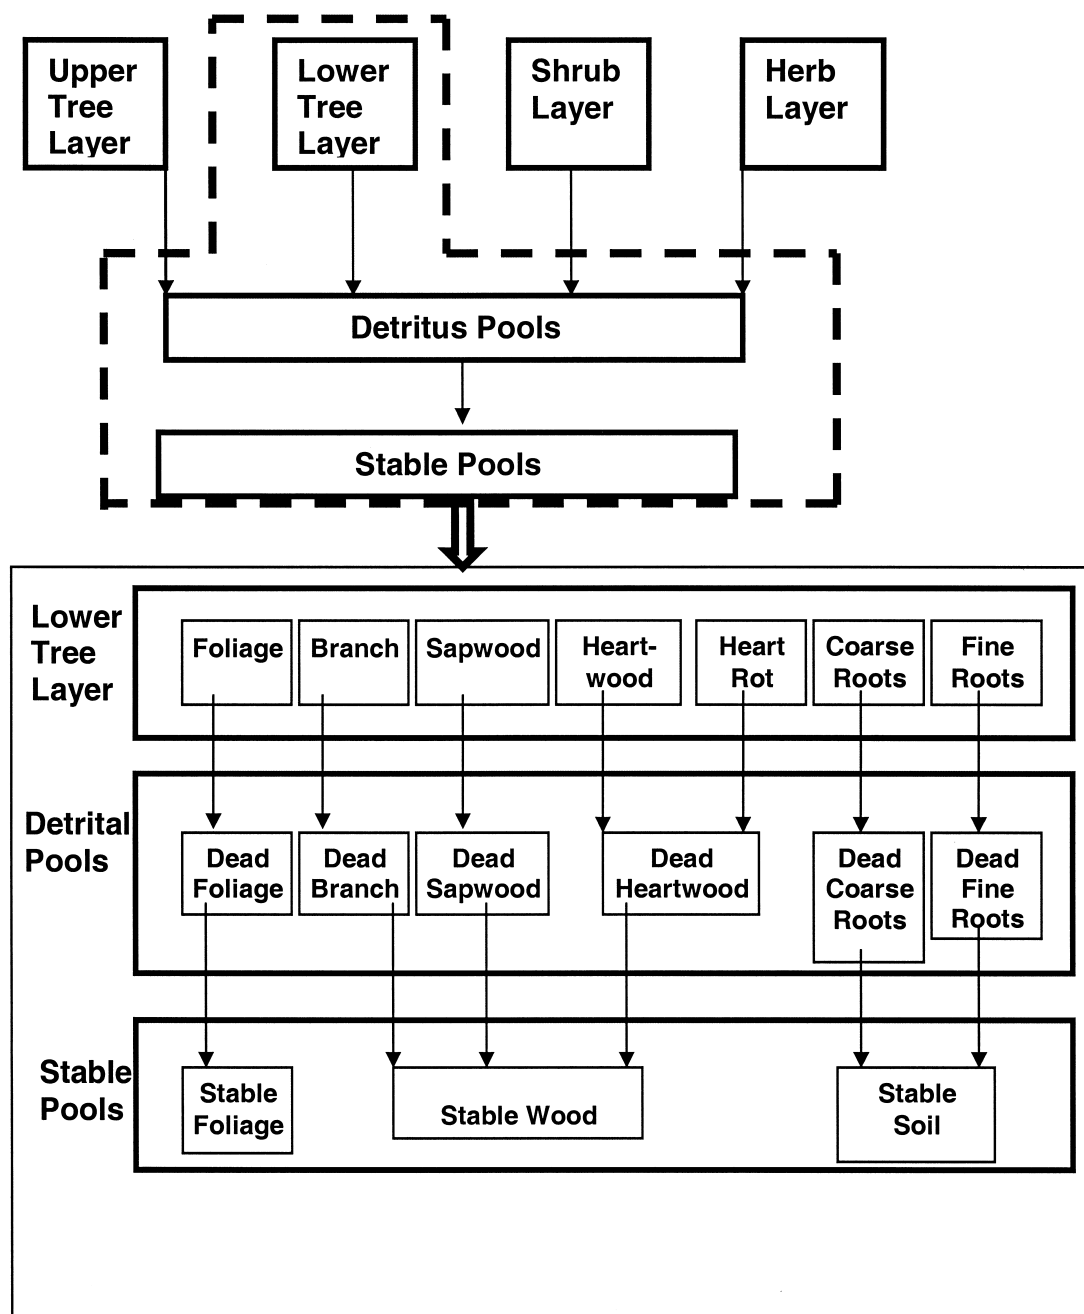 Upper
Tree
Layer
Lower
Tree
Layer
Shrub
Layer
Herb
Layer
Detritus Pools
Stable Pools
Lower
Tree
Layer
Foliage
Branch
Sapwood
Heart-
wood
Heart
Rot
Coarse
Roots
Fine
Roots
Detrital
Pools
Dead
Foliage
Dead
Branch
Dead
Sapwood
Dead
Heartwood
Dead
Coarse
Roots
Dead
Fine
Roots
Stable
Pools
Stable
Foliage
Stable Wood
Stable
Soil